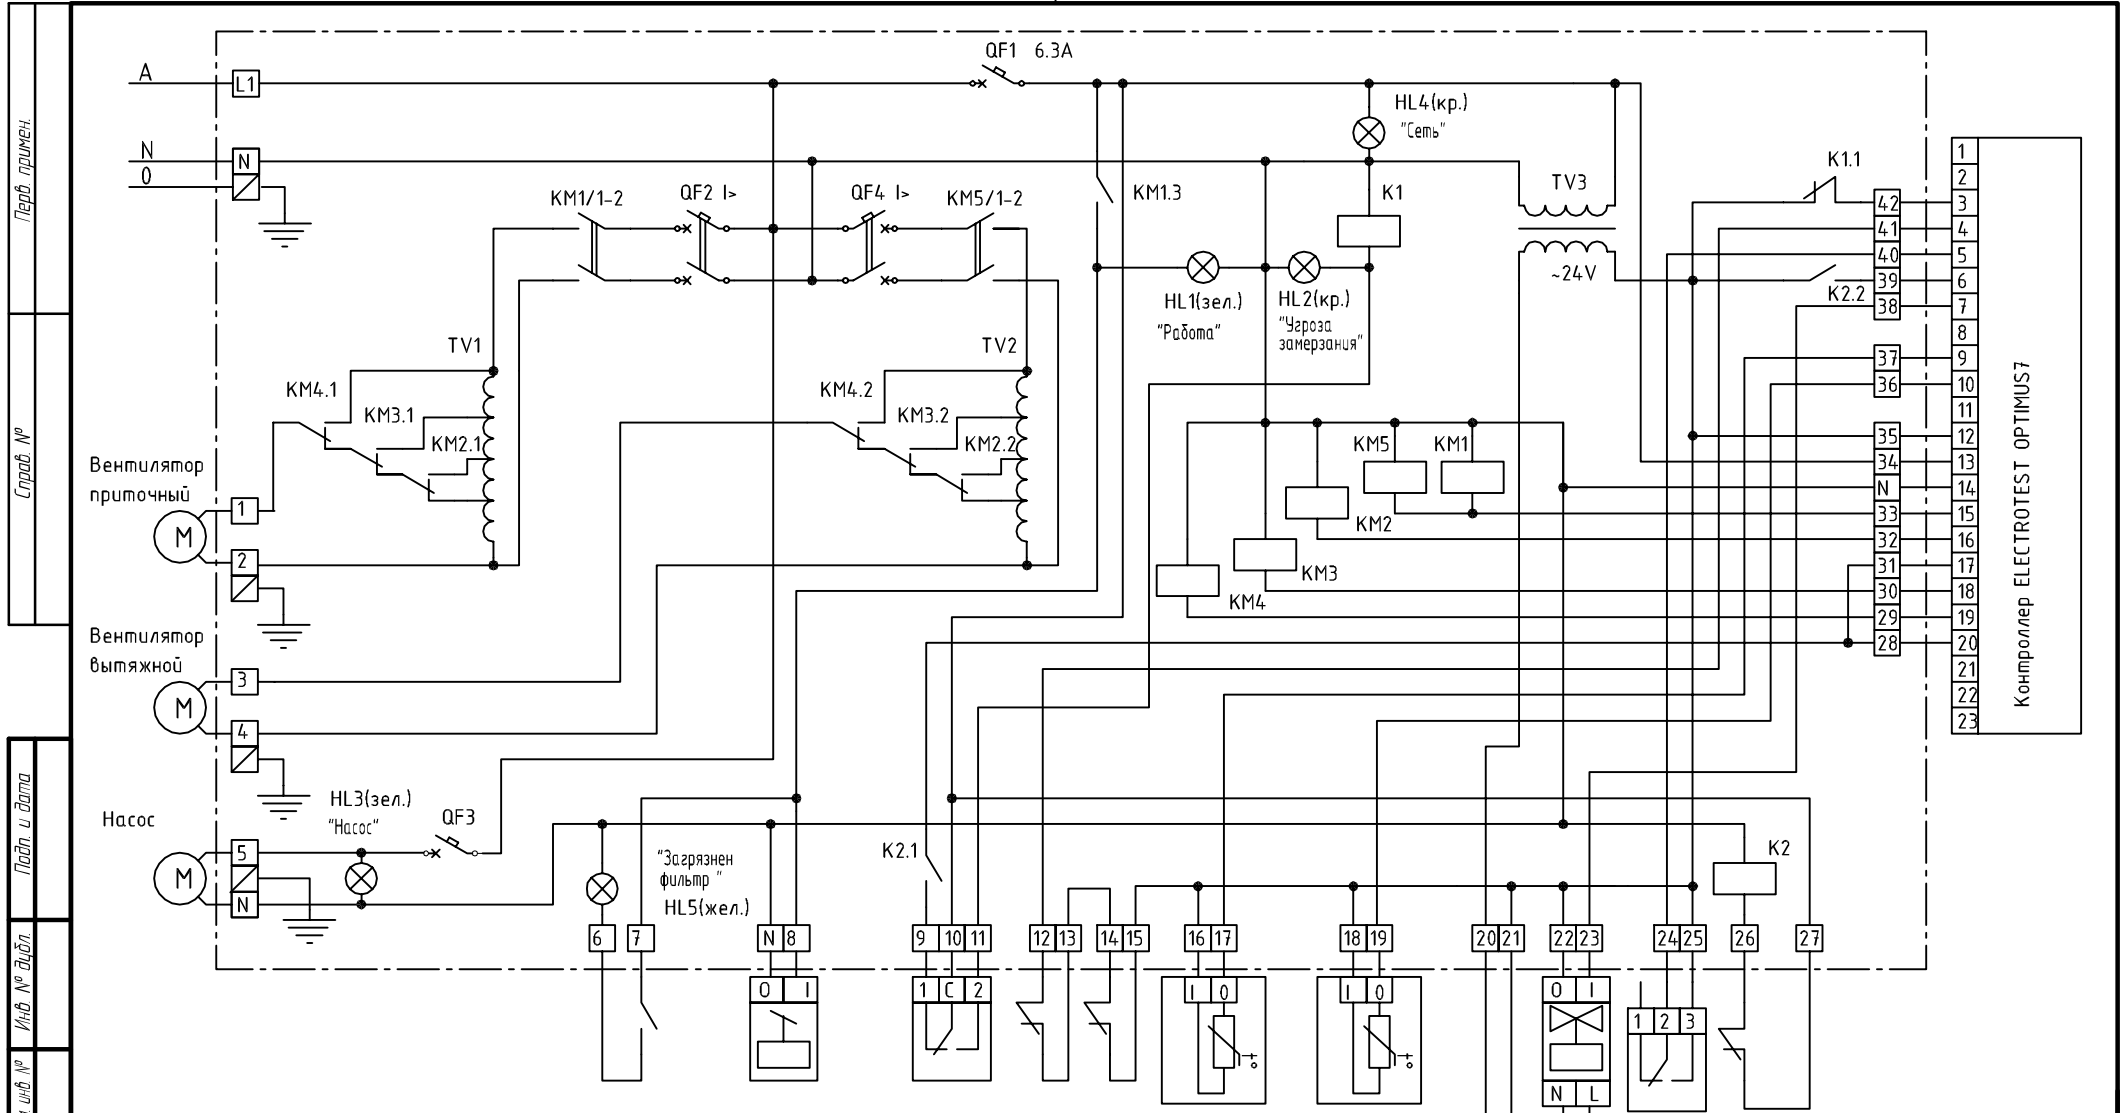 Перв. примен.
Справ. №
Подп. и дата
Инв. № дубл.
инв. №
A
L1
N
N
0
QF1 6.3A
HL4(кр.)
"Сеть"
K1
KM1.3
HL1(зел.)
"Работа"
HL2(кр.)
"Угроза
замерзания"
TV3
~24V
K1.1
K2.2
KM1/1-2
QF2 I>
QF4 I>
KM5/1-2
TV1
TV2
KM4.1
KM3.1
KM2.1
KM4.2
KM3.2
KM2.2
KM5
KM1
KM2
KM3
KM4
Вентилятор
приточный
M
1
2
Вентилятор
вытяжной
M
3
4
Насос
M
5
N
HL3(зел.)
"Насос"
QF3
"Загрязнен
фильтр "
HL5(жел.)
K2.1
K2
42
41
40
39
38
37
36
35
34
N
33
32
31
30
29
28
1
2
3
4
5
6
7
8
9
10
11
12
13
14
15
16
17
18
19
20
21
22
23
Контроллер ELECTROTEST OPTIMUS7
6 7 N 8 9 10 11 12 13 14 15 16 17 18 19 20 21 22 23 24 25 26 27
0 I
1 C 2
I 0
t°
I 0
t°
0 I
N L
1 2 3